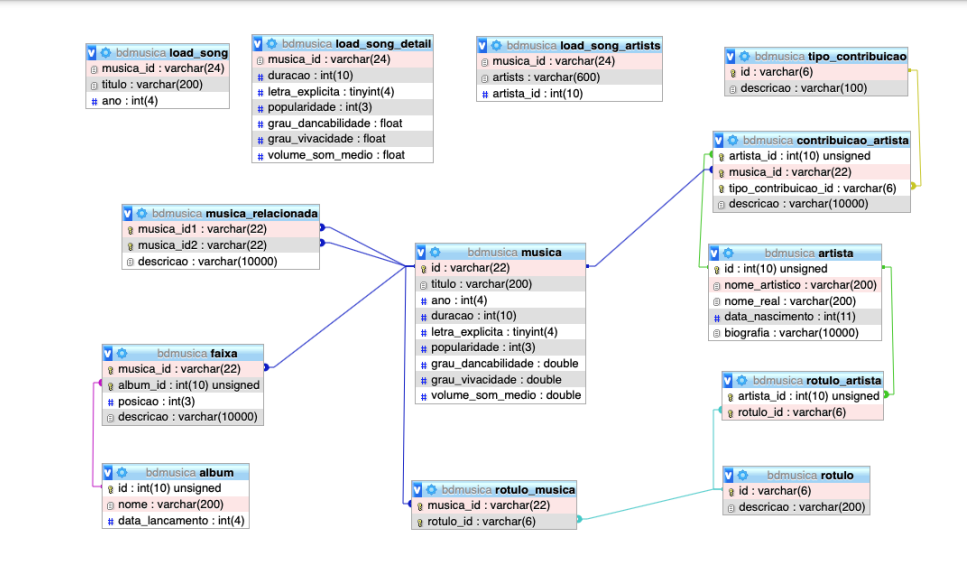 bdmusica load_song
musica_id : varchar(24)
titulo : varchar(200)
ano : int(4)
bdmusica load_song_detail
musica_id : varchar(24)
duracao : int(10)
letra_explicita : tinyint(4)
popularidade : int(3)
grau_dancabilidade : float
grau_vivacidade : float
volume_som_medio : float
bdmusica load_song_artists
musica_id : varchar(24)
artists : varchar(600)
artista_id : int(10)
bdmusica tipo_contribuicao
id : varchar(6)
descricao : varchar(100)
bdmusica contribuicao_artista
artista_id : int(10) unsigned
musica_id : varchar(22)
tipo_contribuicao_id : varchar(6)
descricao : varchar(10000)
bdmusica musica_relacionada
musica_id1 : varchar(22)
musica_id2 : varchar(22)
descricao : varchar(10000)
bdmusica musica
id : varchar(22)
titulo : varchar(200)
ano : int(4)
duracao : int(10)
letra_explicita : tinyint(4)
popularidade : int(3)
grau_dancabilidade : double
grau_vivacidade : double
volume_som_medio : double
bdmusica artista
id : int(10) unsigned
nome_artistico : varchar(200)
nome_real : varchar(200)
data_nascimento : int(11)
biografia : varchar(10000)
bdmusica faixa
musica_id : varchar(22)
album_id : int(10) unsigned
posicao : int(3)
descricao : varchar(10000)
bdmusica rotulo_artista
artista_id : int(10) unsigned
rotulo_id : varchar(6)
bdmusica album
id : int(10) unsigned
nome : varchar(200)
data_lancamento : int(4)
bdmusica rotulo_musica
musica_id : varchar(22)
rotulo_id : varchar(6)
bdmusica rotulo
id : varchar(6)
descricao : varchar(200)